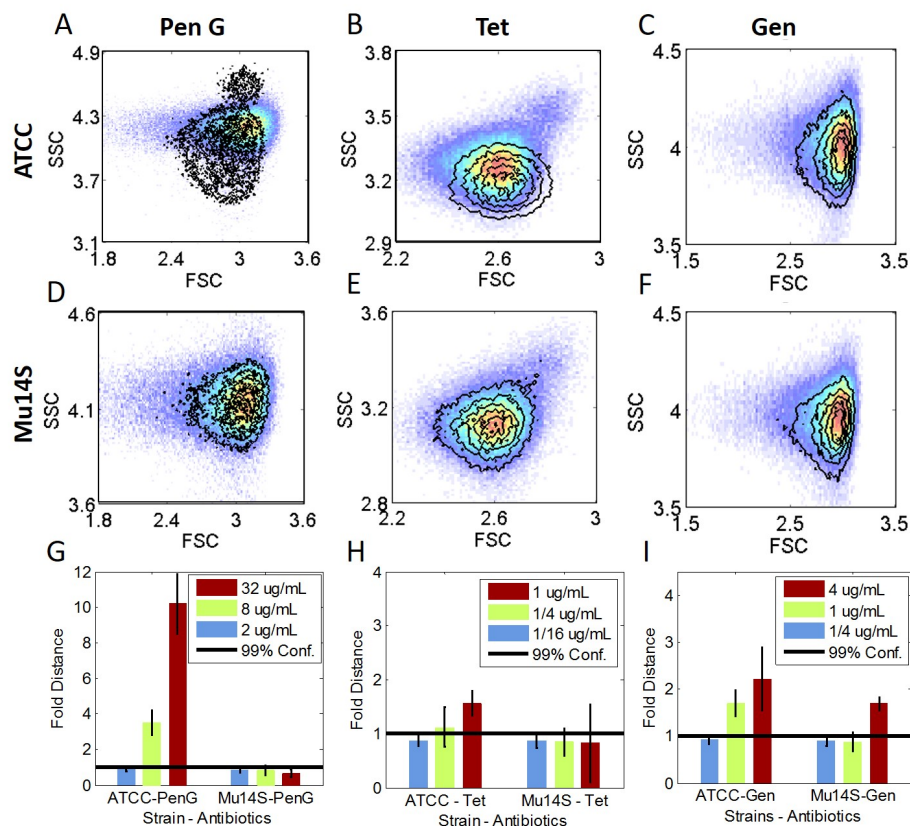 A Pen G B Tet C Gen
ATCC
4.9 4.3 3.7 3.1
SSC
1.8 2.4 3.0 3.6
FSC
3.8 3.5 3.2 2.9
SSC
2.2 2.6 3
FSC
4.5 4 3.5
SSC
1.5 2.5 3.5
FSC
Mu14S
D
4.6 4.1 3.6
SSC
1.8 2.4 3 3.6
FSC
E
3.6 3.2 2.8
SSC
2.2 2.6 3
FSC
F
4.5 4 3.5
SSC
1.5 2.5 3.5
FSC
G
12 10 8 6 4 2 0
Fold Distance
32 ug/mL
8 ug/mL
2 ug/mL
99% Conf.
ATCC-PenG Mu14S-PenG
Strain - Antibiotics
H
4 3 2 1 0
Fold Distance
1 ug/mL
1/4 ug/mL
1/16 ug/mL
99% Conf.
ATCC - Tet Mu14S - Tet
Strain - Antibiotics
I
4 3 2 1 0
Fold Distance
4 ug/mL
1 ug/mL
1/4 ug/mL
99% Conf.
ATCC-Gen Mu14S-Gen
Strains - Antibiotics